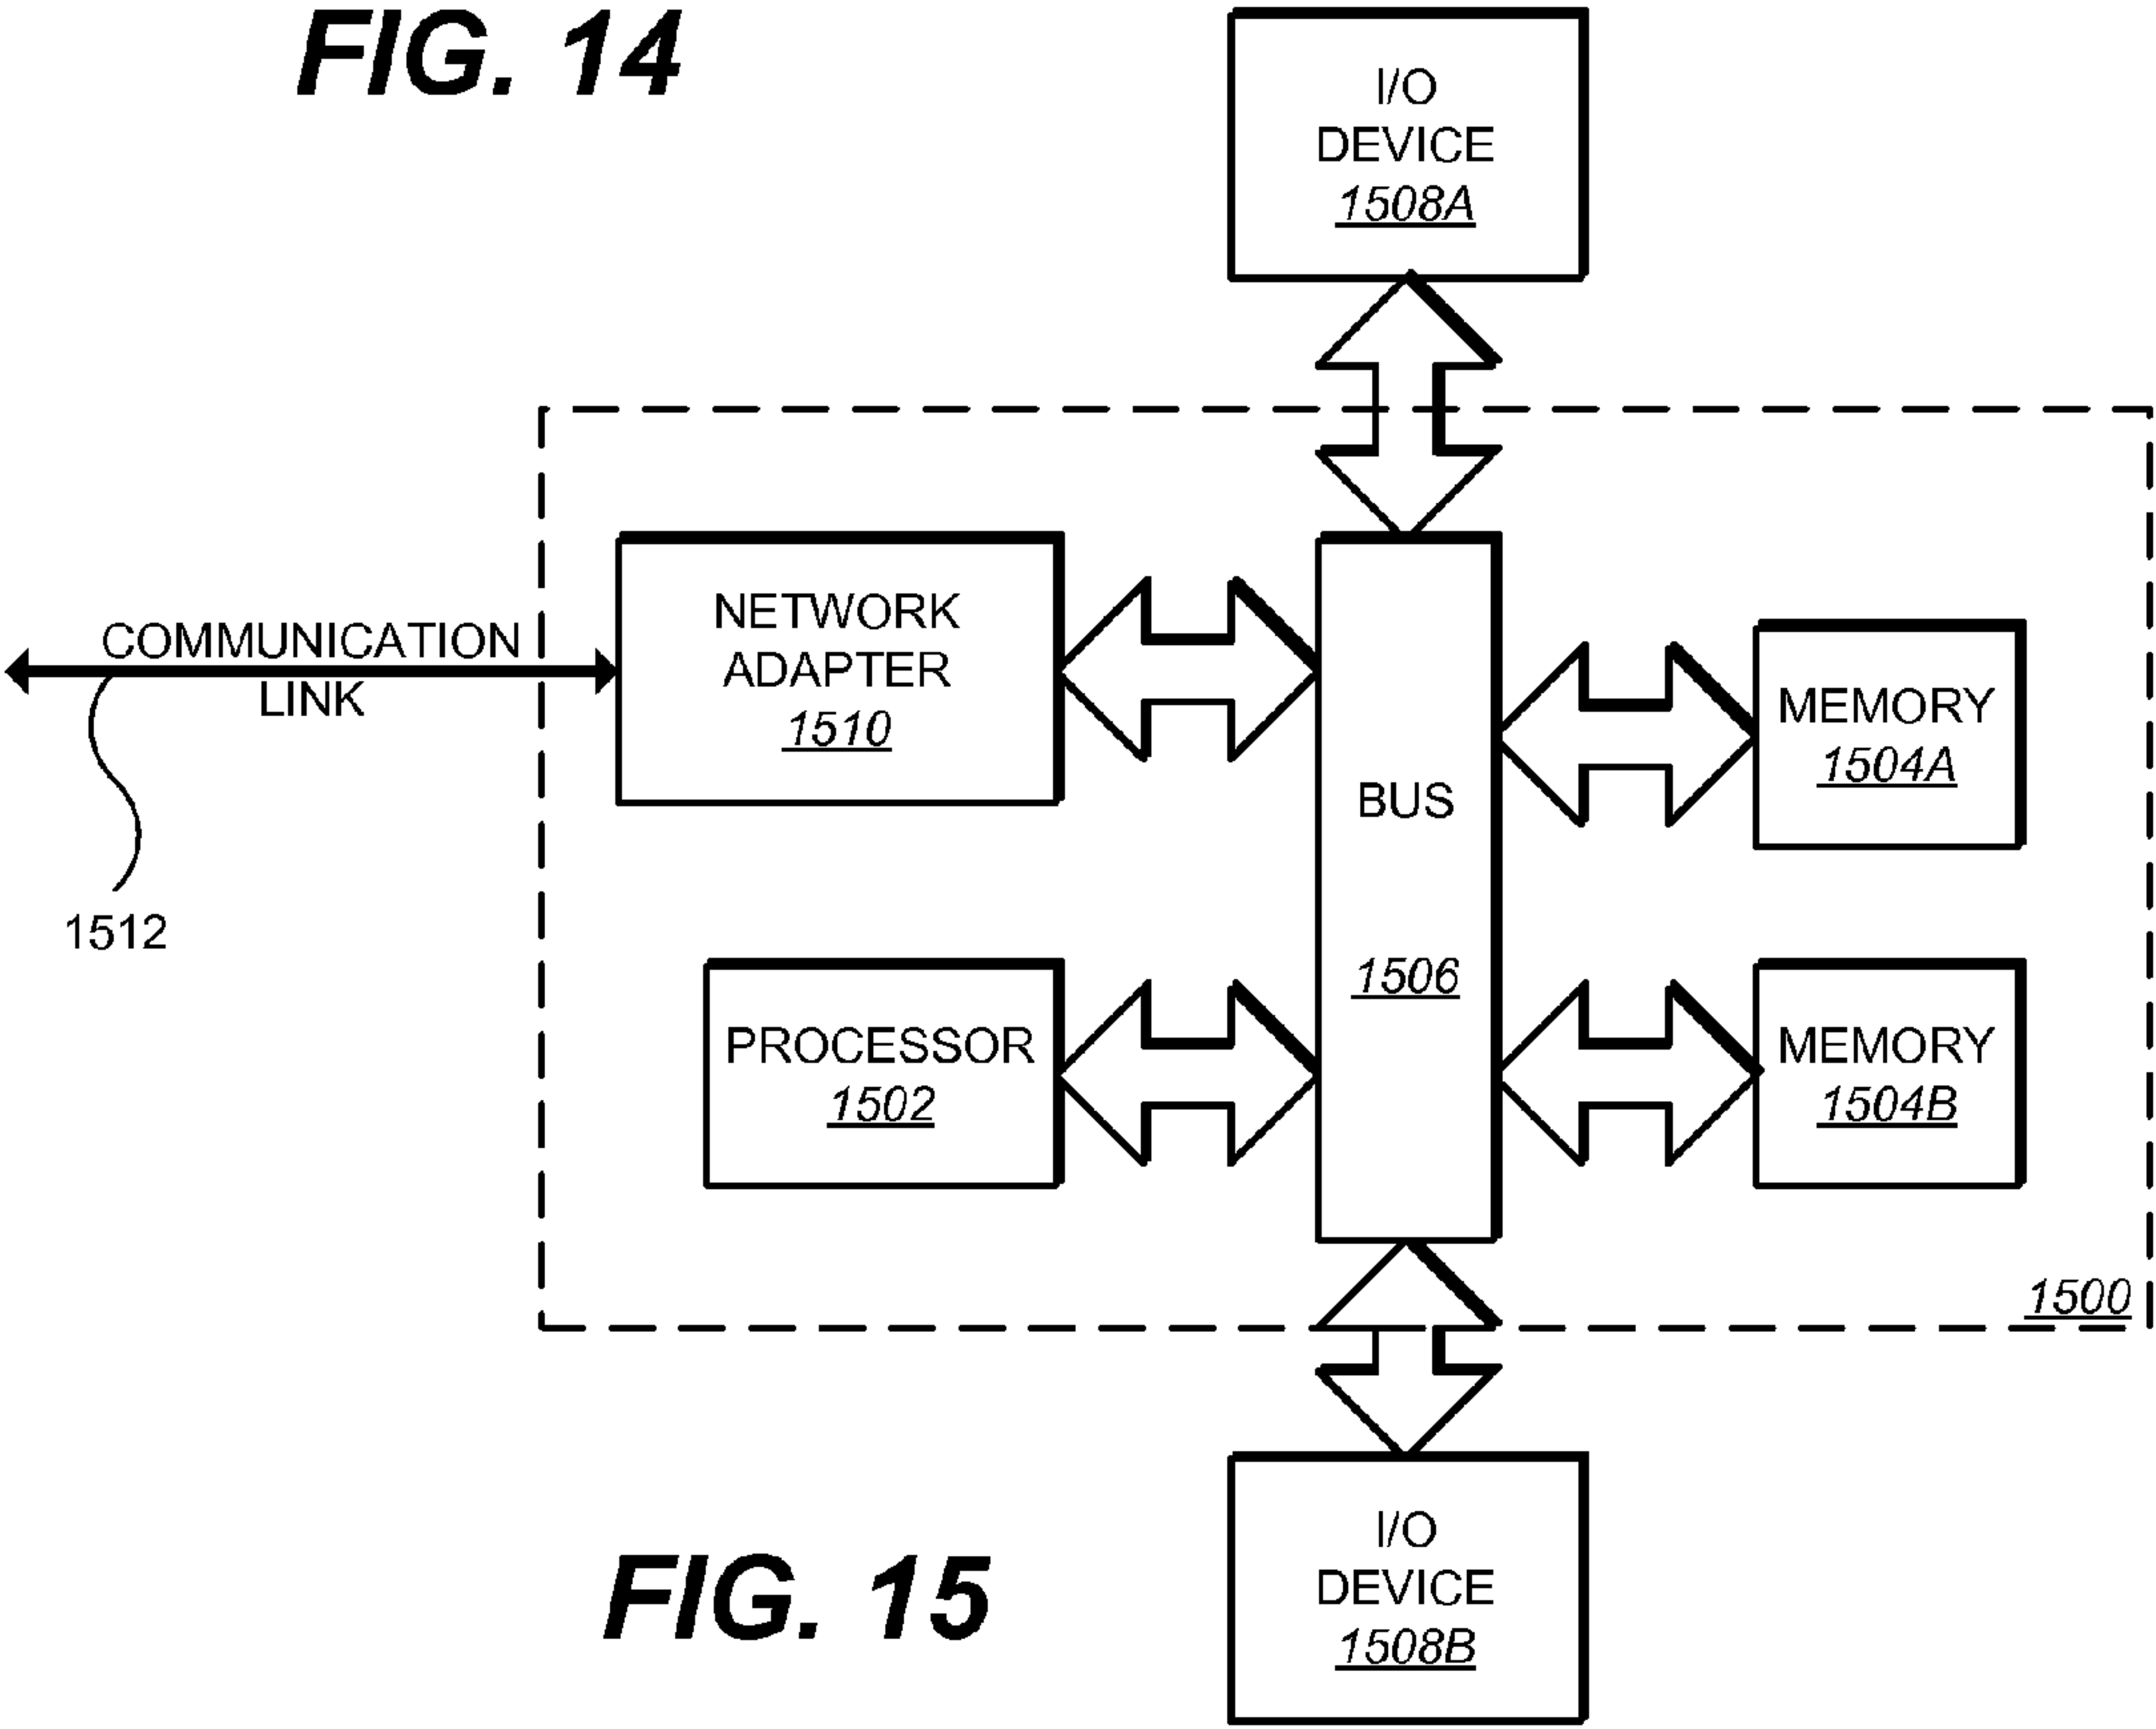 FIG. 14
I/O
DEVICE
1508A
NETWORK
ADAPTER
1510
COMMUNICATION
LINK
1512
BUS
1506
MEMORY
1504A
PROCESSOR
1502
MEMORY
1504B
1500
I/O
DEVICE
1508B
FIG. 15